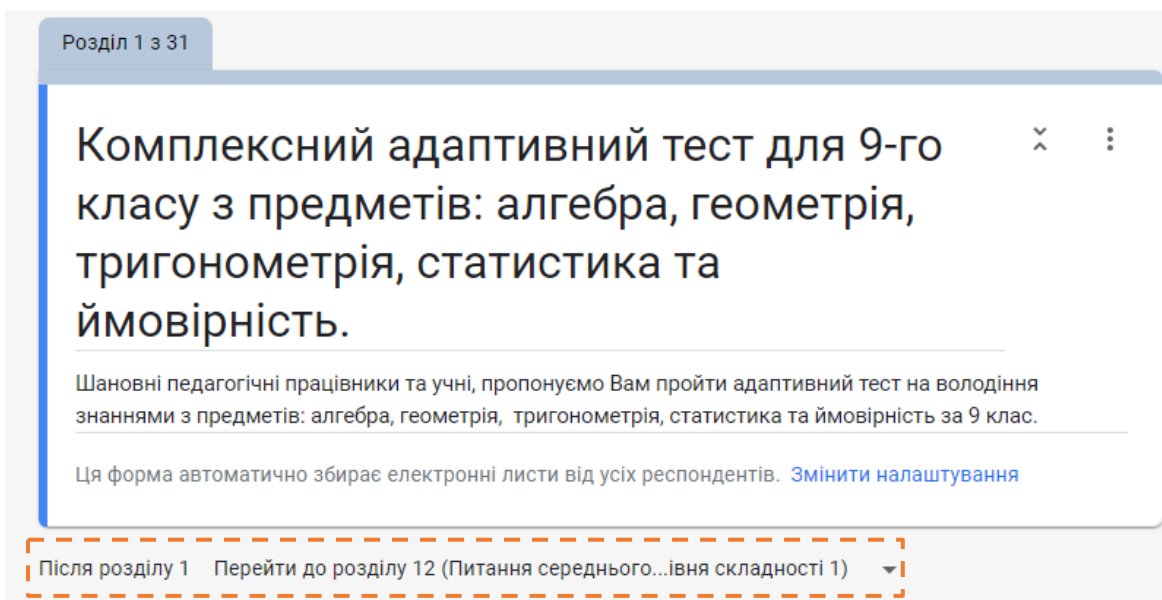 Розділ 1 з 31
Комплексний адаптивний тест для 9-го
класу з предметів: алгебра, геометрія,
тригонометрія, статистика та
ймовірність.
Шановні педагогічні працівники та учні, пропонуємо Вам пройти адаптивний тест на володіння
знаннями з предметів: алгебра, геометрія, тригонометрія, статистика та ймовірність за 9 клас.
Ця форма автоматично збирає електронні листи від усіх респондентів. Змінити налаштування
Після розділу 1 Перейти до розділу 12 (Питання середнього...івня складності 1)